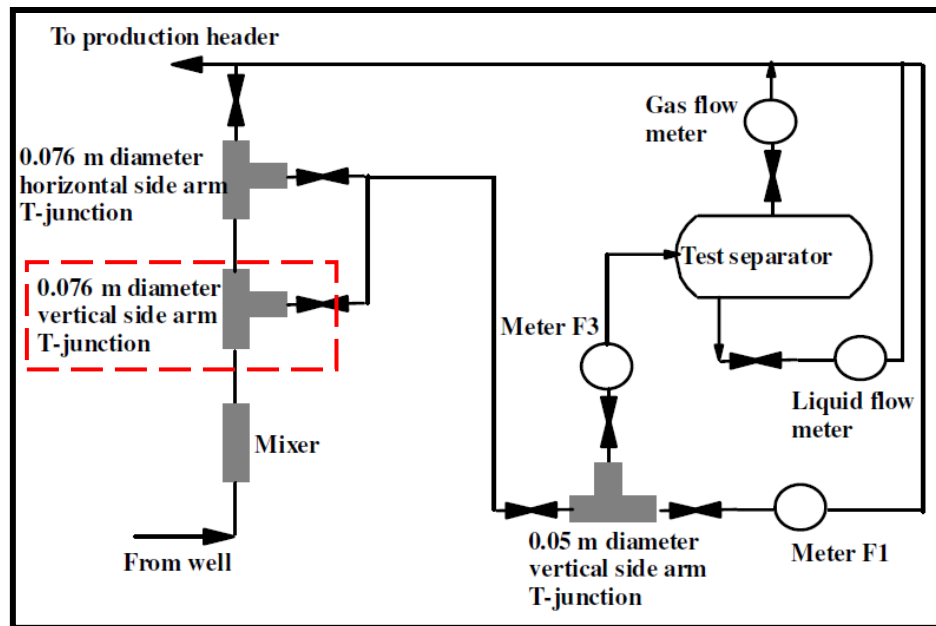 To production header
Gas flow
meter
0.076 m diameter
horizontal side arm
T-junction
Test separator
0.076 m diameter
vertical side arm
T-junction
Meter F3
Liquid flow
meter
Mixer
From well
0.05 m diameter
vertical side arm
T-junction
Meter F1